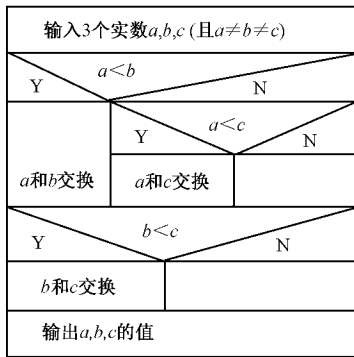 输入3个实数a,b,c (且a≠b≠c)
a<b
Y N
a<c
Y N
a和b交换 a和c交换
b<c
Y N
b和c交换
输出a,b,c的值